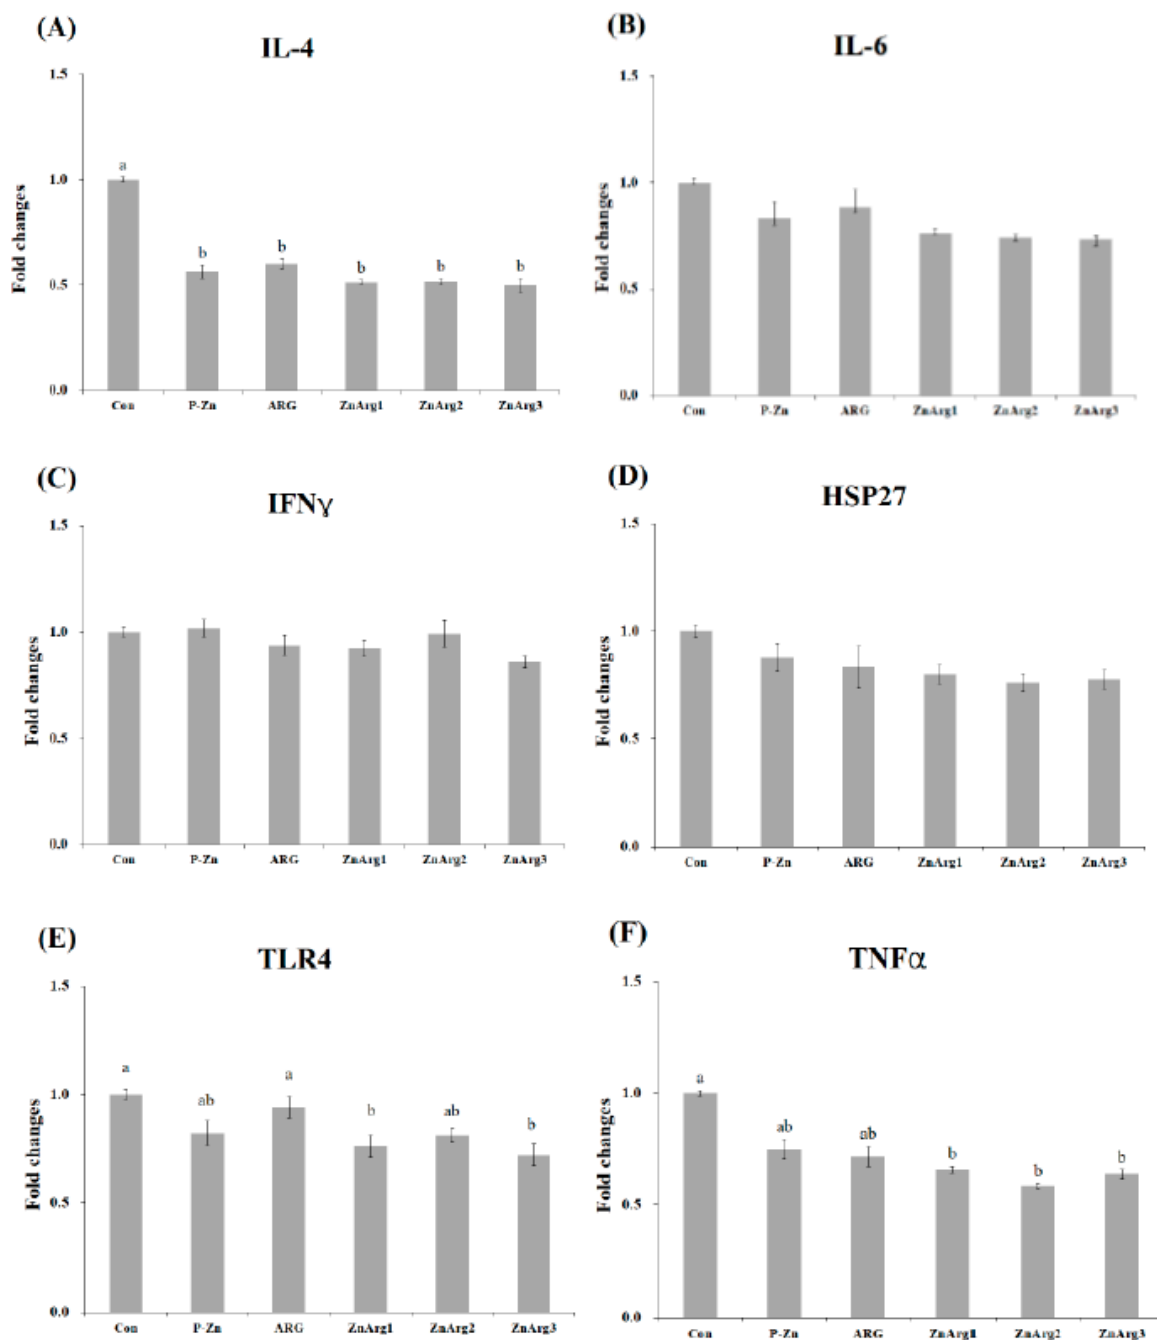 (A)
IL-4
1.5
1.0
0.5
0.0
Fold changes
a
b
b
b
b
b
Con P-Zn ARG ZnArg1 ZnArg2 ZnArg3
(B)
IL-6
1.5
1.0
0.5
0.0
Fold changes
Con P-Zn ARG ZnArg1 ZnArg2 ZnArg3
(C)
IFNγ
1.5
1.0
0.5
0.0
Fold changes
Con P-Zn ARG ZnArg1 ZnArg2 ZnArg3
(D)
HSP27
1.5
1.0
0.5
0.0
Fold changes
Con P-Zn ARG ZnArg1 ZnArg2 ZnArg3
(E)
TLR4
1.5
1.0
0.5
0.0
Fold changes
a
ab
a
b
ab
b
Con P-Zn ARG ZnArg1 ZnArg2 ZnArg3
(F)
TNFα
1.5
1.0
0.5
0.0
Fold changes
a
ab
ab
b
b
b
Con P-Zn ARG ZnArg1 ZnArg2 ZnArg3